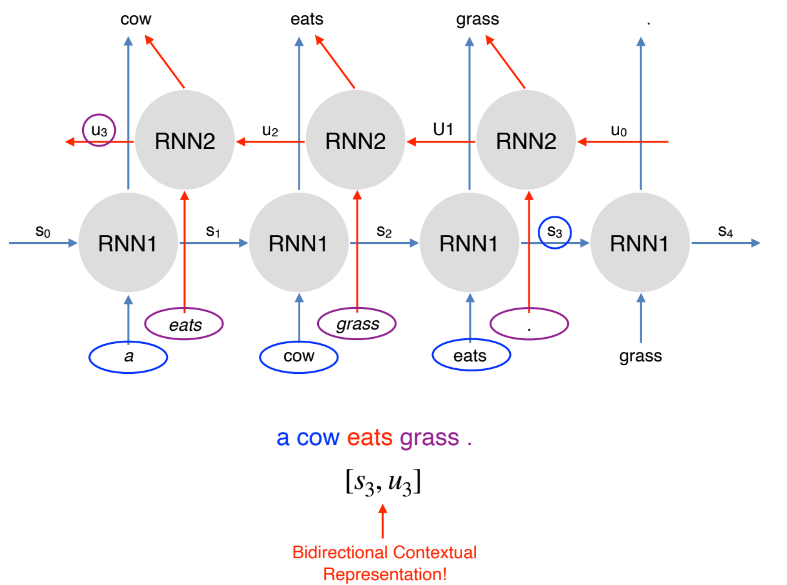 cow eats grass .
RNN2 RNN2 RNN2
u3 u2 U1 u0
RNN1 RNN1 RNN1 RNN1
s0 s1 s2 s3 s4
eats grass .
a cow eats grass
a cow eats grass .
[s3, u3]
Bidirectional Contextual
Representation!